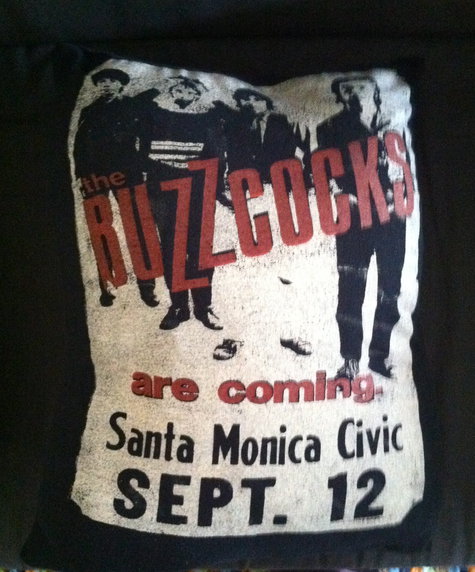 the
BUZZCOCKS
are coming.
Santa Monica Civic
SEPT. 12